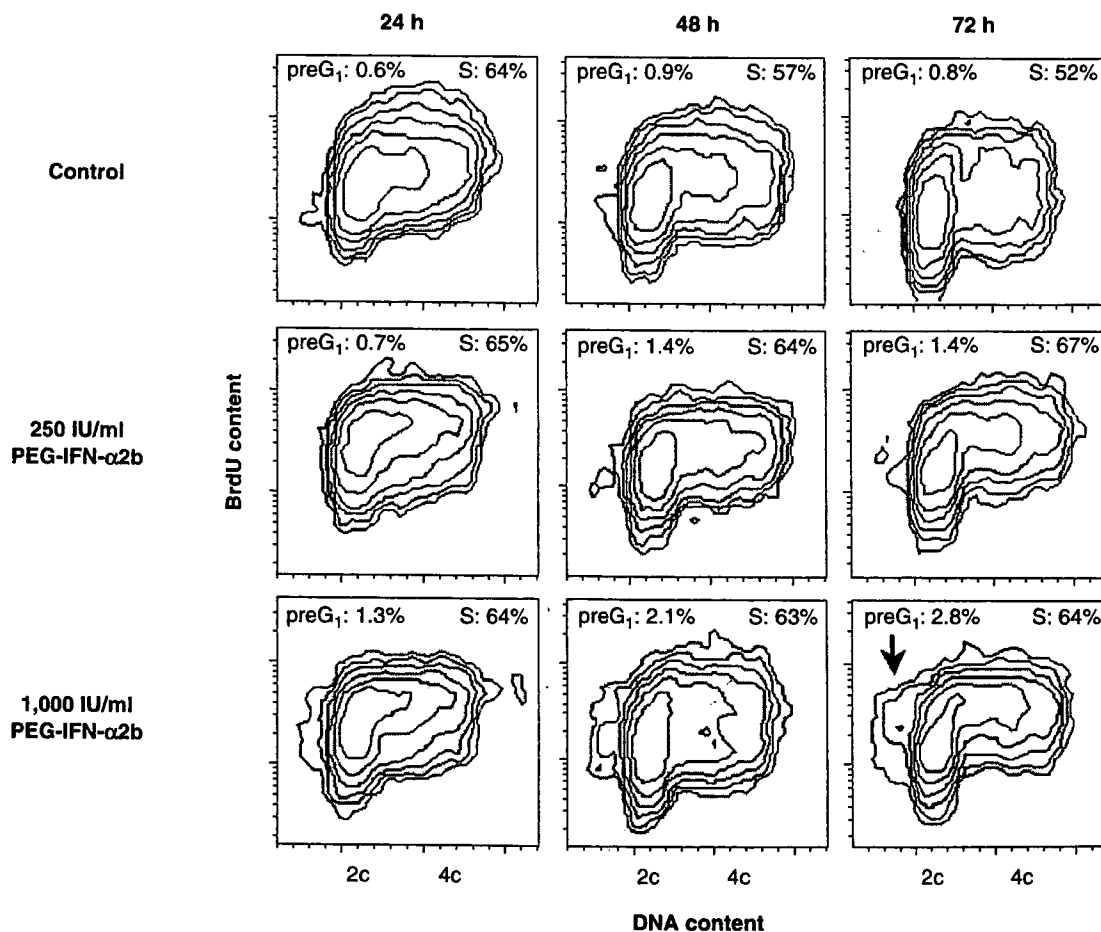 24 h
48 h
72 h
Control
preG₁: 0.6% S: 64%
preG₁: 0.9% S: 57%
preG₁: 0.8% S: 52%
250 IU/ml
PEG-IFN-α2b
preG₁: 0.7% S: 65%
preG₁: 1.4% S: 64%
preG₁: 1.4% S: 67%
1,000 IU/ml
PEG-IFN-α2b
preG₁: 1.3% S: 64%
preG₁: 2.1% S: 63%
preG₁: 2.8% S: 64%
BrdU content
2c 4c
2c 4c
2c 4c
DNA content